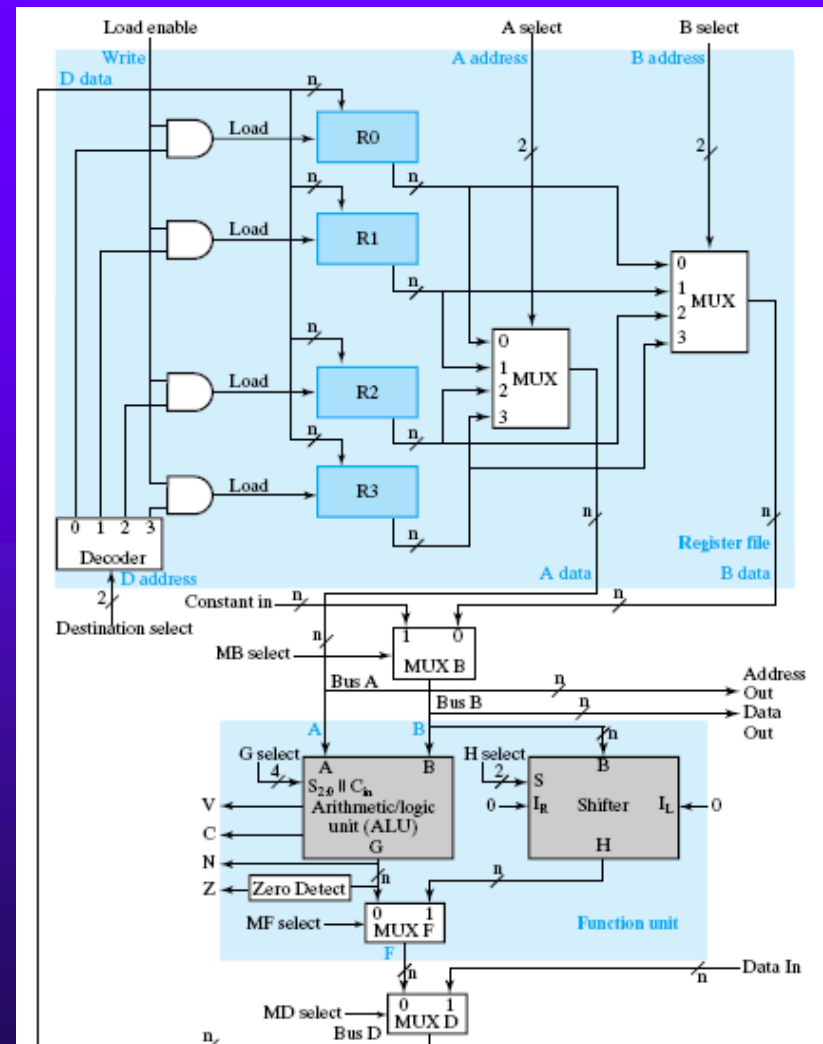 Load enable A select B select
Write A address B address
D data
n
Load R0
2 2
n n
Load R1
0
n 1
2 MUX
3
n 0
1
Load R2 2 MUX
n 3
n
Load R3
n n n
0 1 2 3
Decoder Register file
D address A data B data
2 Constant in n n
Destination select n 1 0
MB select MUX B
Bus A n Address
Bus B n Out
Data
Out
A B n
G select H select
4 A B 2 B
S2:0 || Cin S
V Arithmetic/logic 0 IR Shifter IL 0
unit (ALU)
C G H
N n n
Z Zero Detect
0 1
MF select MUX F Function unit
F
n n Data In
0 1
MD select MUX D
n Bus D